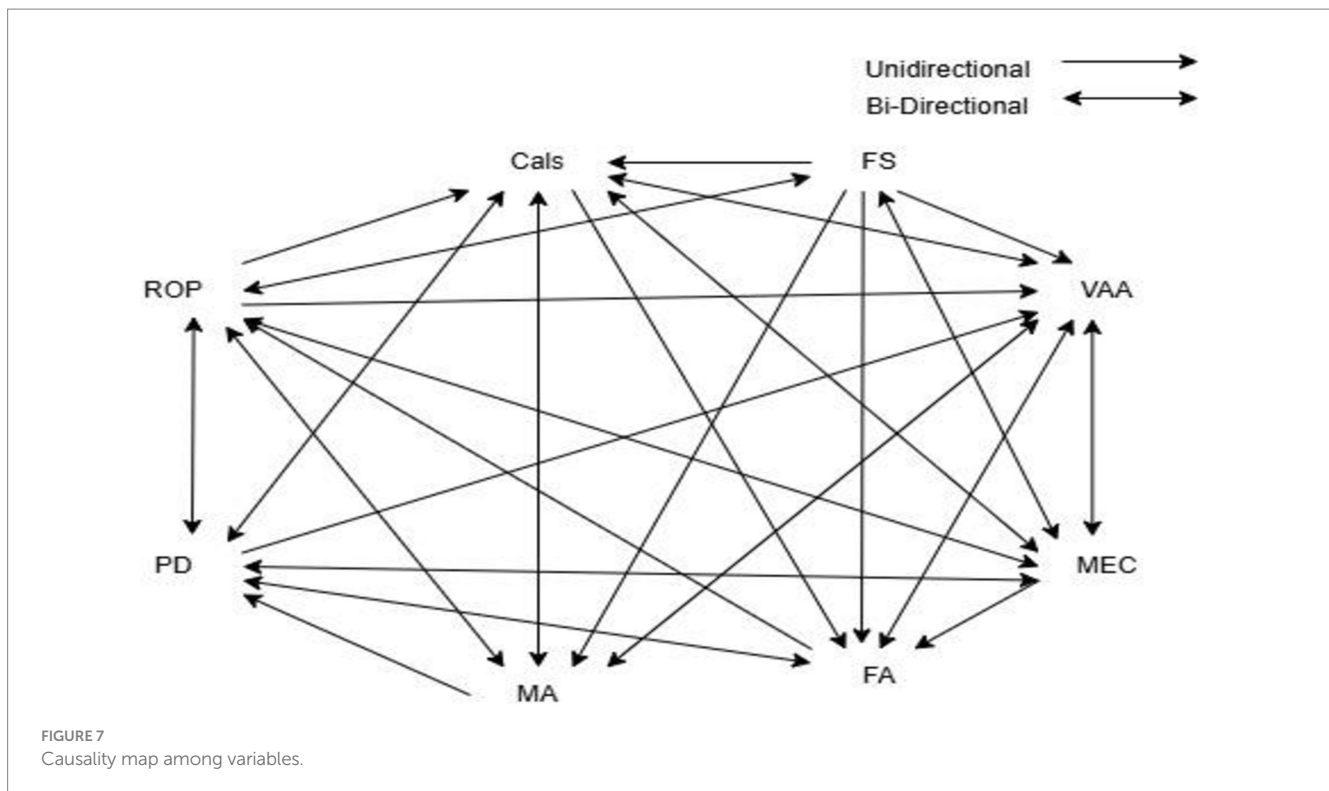 Unidirectional
Bi-Directional
Cals
FS
ROP
VAA
PD
MEC
MA
FA
FIGURE 7
Causality map among variables.